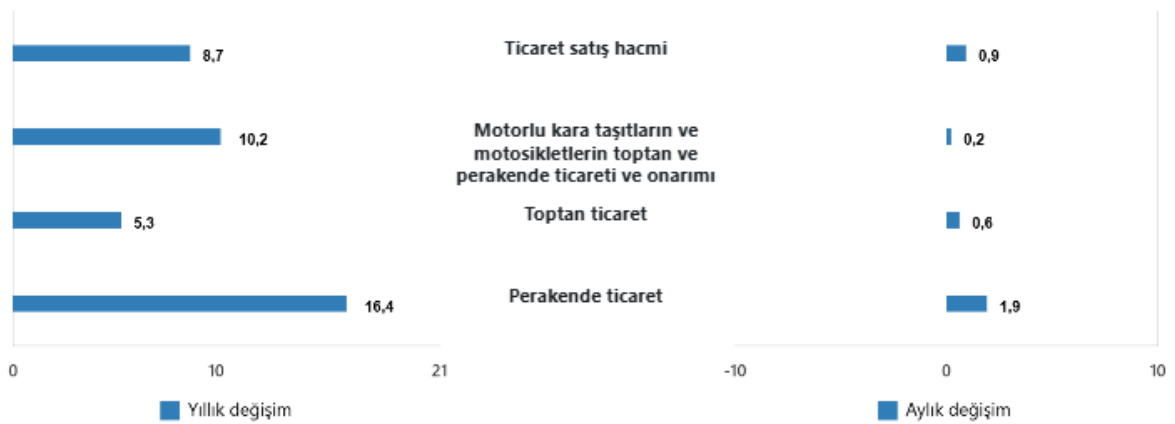 Ticaret satış hacmi
8,7
0,9
Motorlu kara taşıtların ve
motosikletlerin toptan ve
perakende ticareti ve onarımı
10,2
0,2
Toptan ticaret
5,3
0,6
Perakende ticaret
16,4
1,9
0 10 21
-10 0 10
Yıllık değişim
Aylık değişim